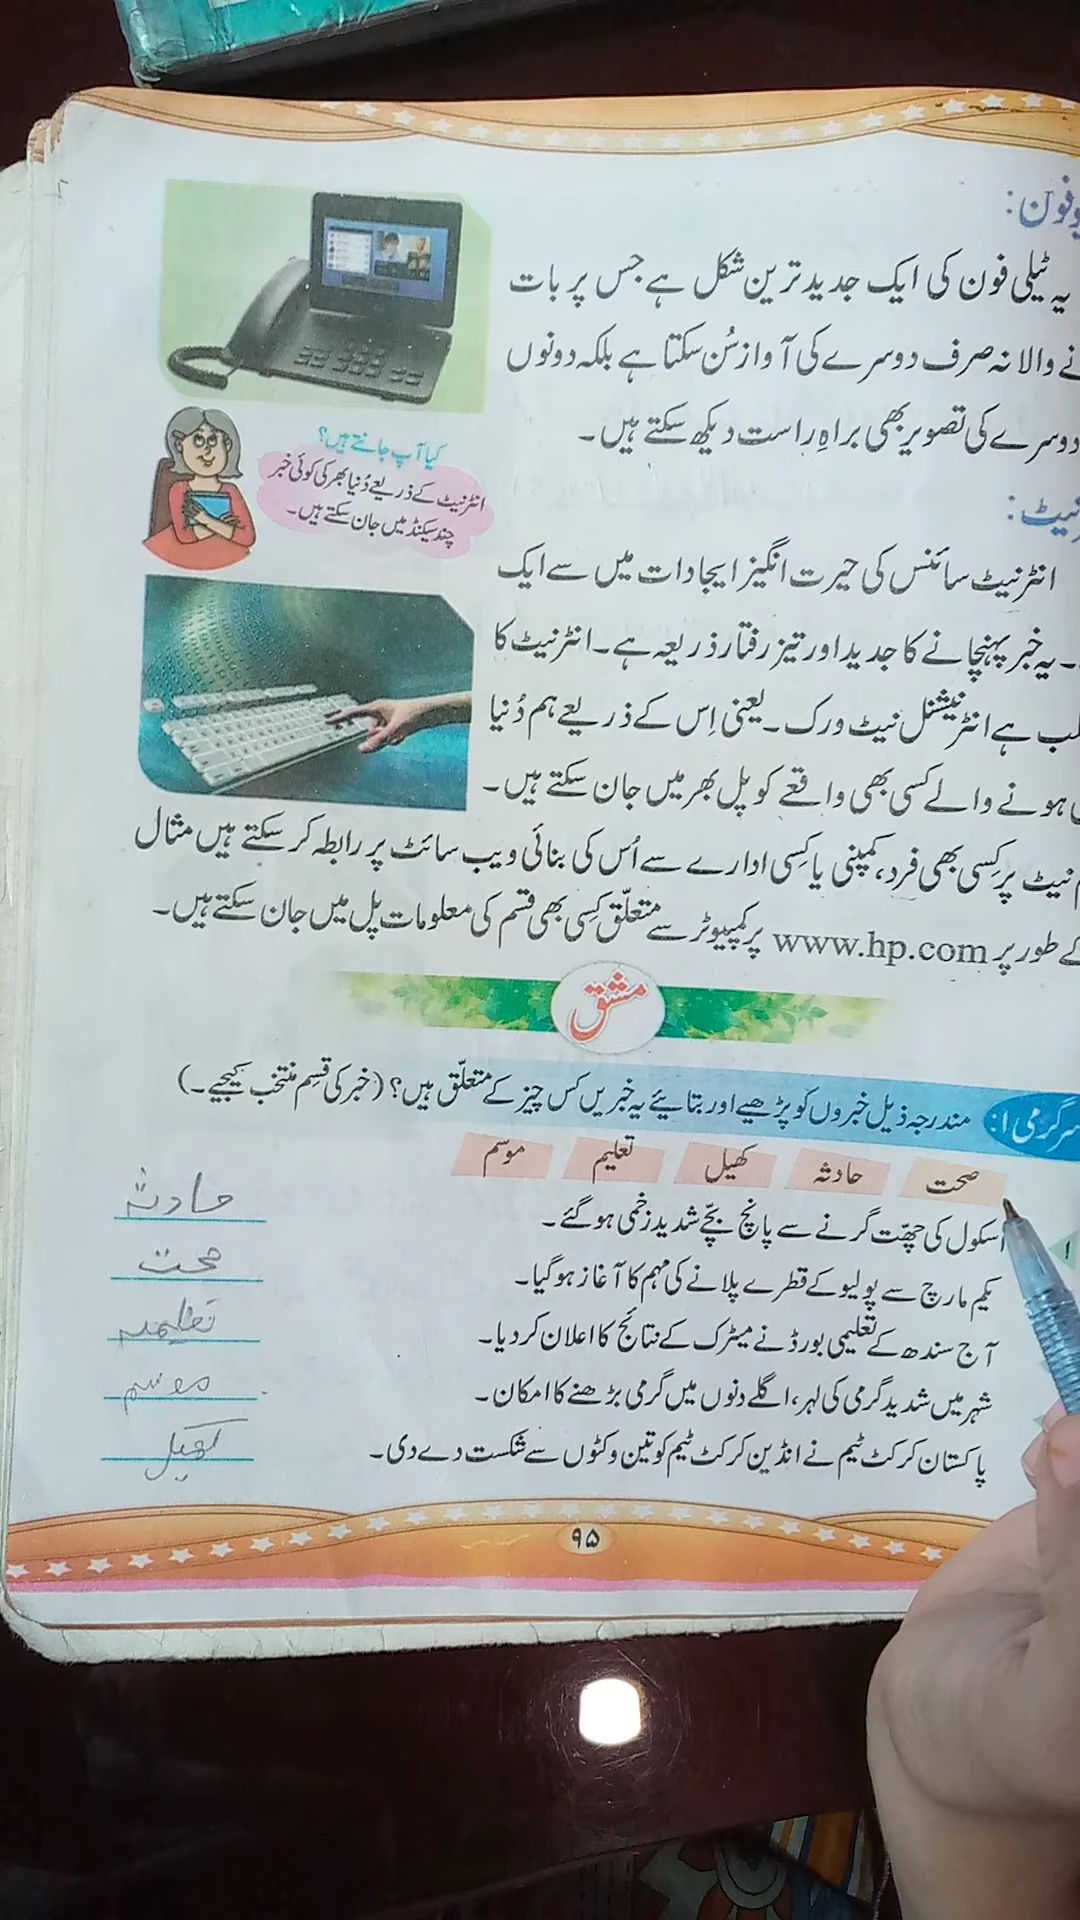 فون:
یہ ٹیلی فون کی ایک جدید ترین شکل ہے جس پر بات
نے والا نہ صرف دوسرے کی آواز سُن سکتا ہے بلکہ دونوں
دوسرے کی تصویر بھی براہِ راست دیکھ سکتے ہیں۔
کیا آپ جانتے ہیں؟
انٹرنیٹ کے ذریعے دُنیا بھر کی کوئی خبر
چند سیکنڈ میں جان سکتے ہیں۔
نیٹ:
انٹرنیٹ سائنس کی حیرت انگیز ایجادات میں سے ایک
۔ یہ خبر پہنچانے کا جدید اور تیز رفتار ذریعہ ہے۔ انٹرنیٹ کا
لب ہے انٹرنیشنل نیٹ ورک۔ یعنی اِس کے ذریعے ہم دُنیا
ہونے والے کسی بھی واقعے کو پل بھر میں جان سکتے ہیں۔
نیٹ پر کِسی بھی فرد، کمپنی یا کِسی ادارے سے اُس کی بنائی ویب سائٹ پر رابطہ کر سکتے ہیں مثال
کے طور پر www.hp.com پر کمپیوٹر سے متعلّق کِسی بھی قسم کی معلومات پل میں جان سکتے ہیں۔
مشق
سرگرمی ۱: مندرجہ ذیل خبروں کو پڑھیے اور بتائیے یہ خبریں کس چیز کے متعلّق ہیں؟ (خبر کی قسِم منتخب کیجیے۔)
صحت حادثہ کھیل تعلیم موسم
۱ اسکول کی چھت گرنے سے پانچ بچّے شدید زخمی ہو گئے۔ حادثہ
یکم مارچ سے پولیو کے قطرے پلانے کی مہم کا آغاز ہو گیا۔ صحت
آج سندھ کے تعلیمی بورڈ نے میٹرک کے نتائج کا اعلان کر دیا۔
شہر میں شدید گرمی کی لہر، اگلے دنوں میں گرمی بڑھنے کا امکان۔ موسم
پاکستان کرکٹ ٹیم نے انڈین کرکٹ ٹیم کو تین وکٹوں سے شکست دے دی۔ کھیل
۹۵